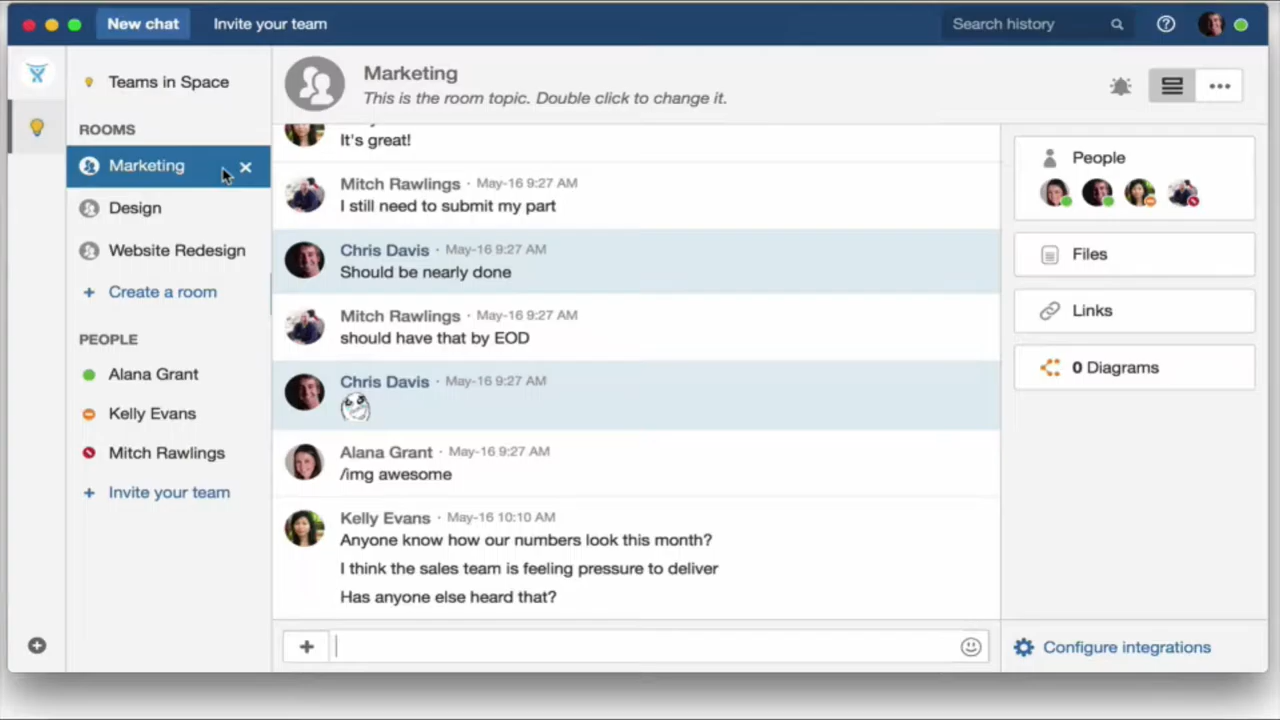 New chat
Invite your team
Search history
Teams in Space
ROOMS
Marketing
Design
Website Redesign
+ Create a room
PEOPLE
Alana Grant
Kelly Evans
Mitch Rawlings
+ Invite your team
Marketing
This is the room topic. Double click to change it.
It's great!
Mitch Rawlings · May-16 9:27 AM
I still need to submit my part
Chris Davis · May-16 9:27 AM
Should be nearly done
Mitch Rawlings · May-16 9:27 AM
should have that by EOD
Chris Davis · May-16 9:27 AM
Alana Grant · May-16 9:27 AM
/img awesome
Kelly Evans · May-16 10:10 AM
Anyone know how our numbers look this month?
I think the sales team is feeling pressure to deliver
Has anyone else heard that?
People
Files
Links
0 Diagrams
Configure integrations